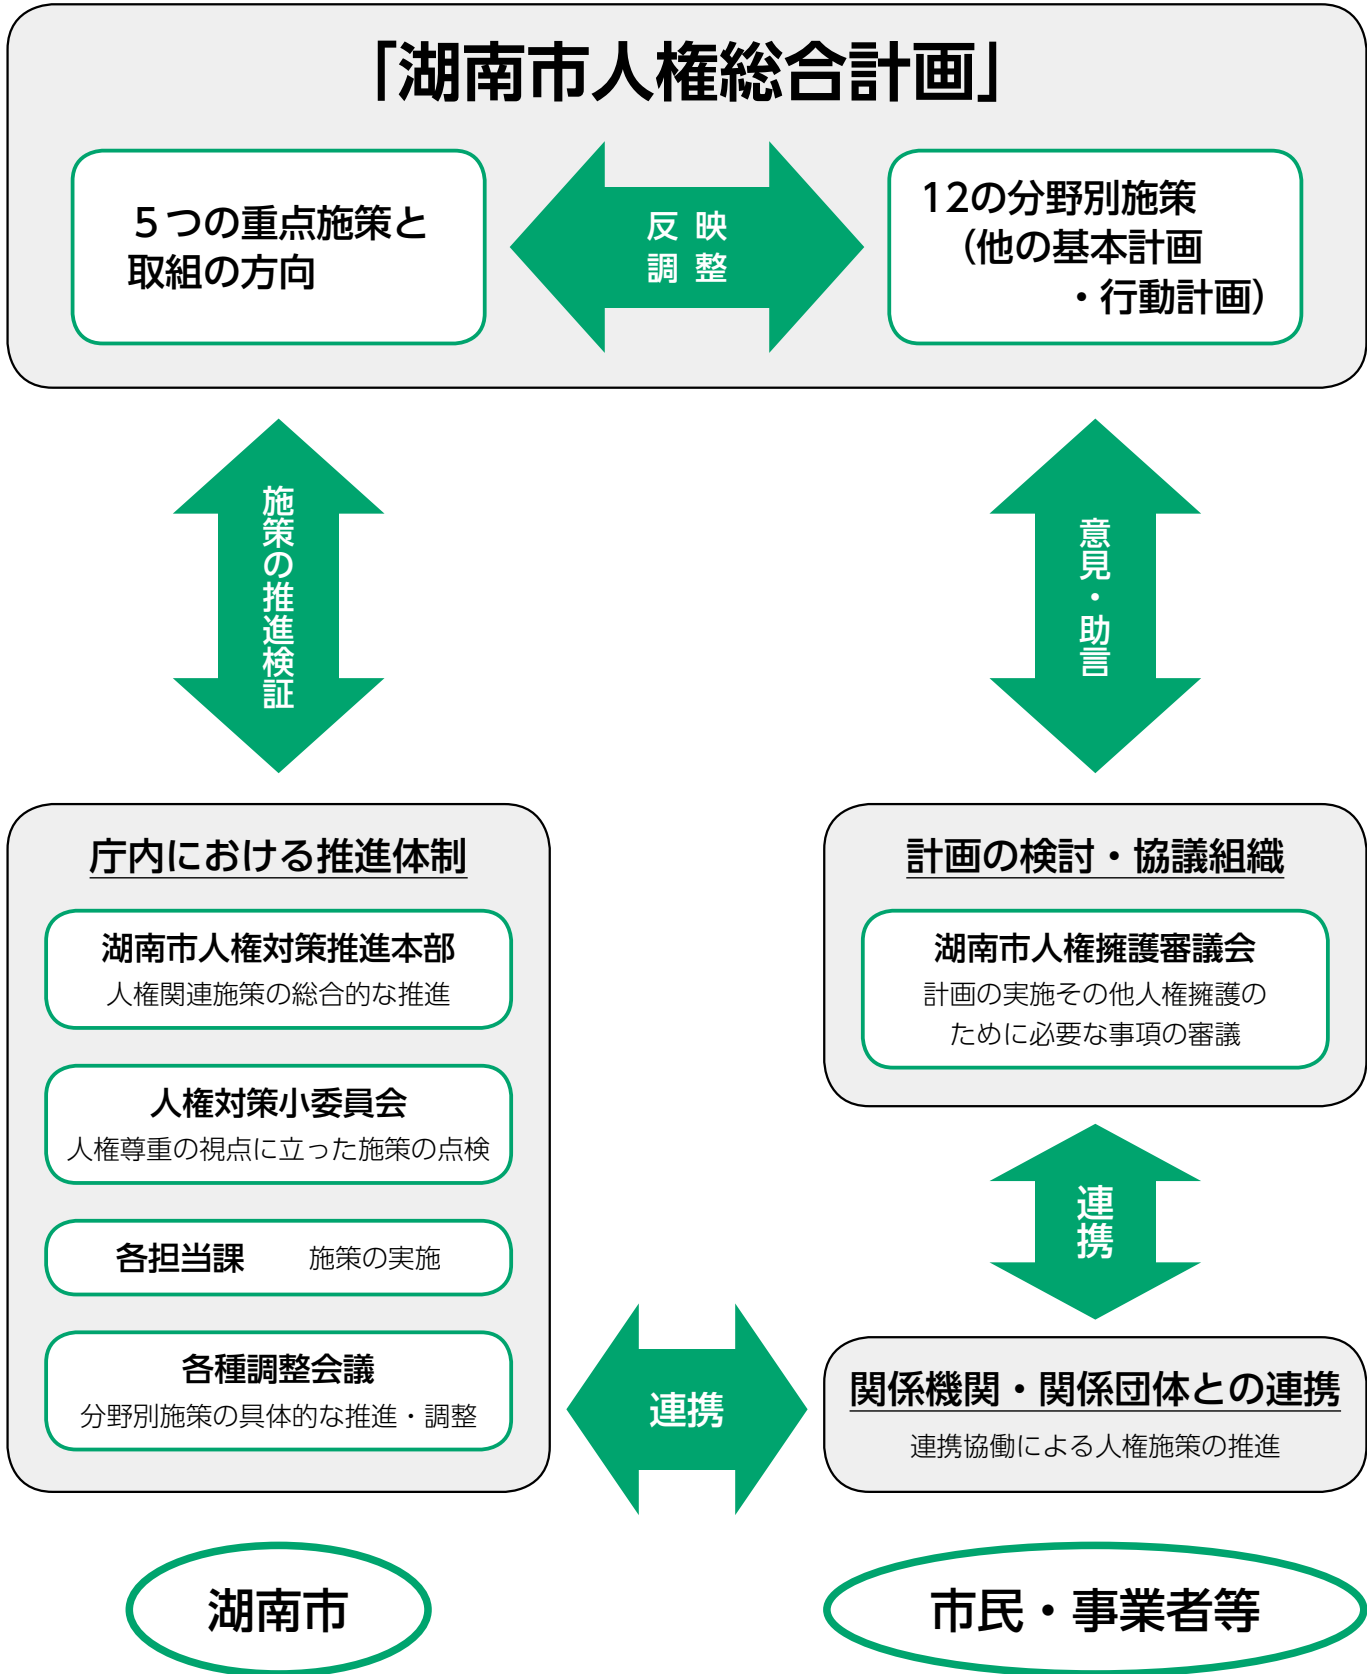 「湖南市人権総合計画」
５つの重点施策と
取組の方向
反映
調整
12の分野別施策
（他の基本計画
・行動計画）
施策の推進検証
意見・助言
庁内における推進体制
湖南市人権対策推進本部
人権関連施策の総合的な推進
人権対策小委員会
人権尊重の視点に立った施策の点検
各担当課　施策の実施
各種調整会議
分野別施策の具体的な推進・調整
計画の検討・協議組織
湖南市人権擁護審議会
計画の実施その他人権擁護の
ために必要な事項の審議
連携
連携
関係機関・関係団体との連携
連携協働による人権施策の推進
湖南市
市民・事業者等